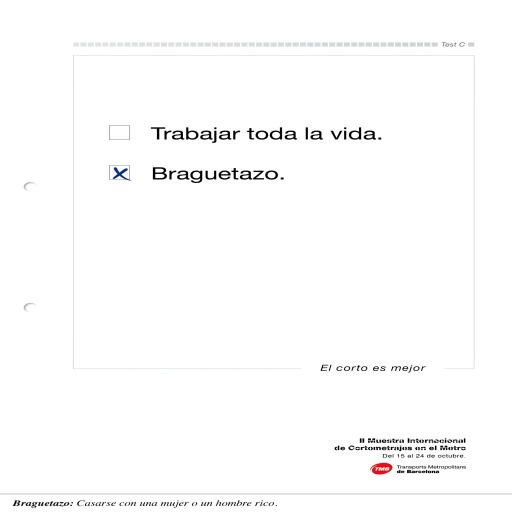 Test C
Trabajar toda la vida.
Braguetazo.
El corto es mejor
II Muestra Internacional
de Cortometrajes en el Metro
Del 15 al 24 de octubre.
TMB
Transports Metropolitans
de Barcelona
Braguetazo: Casarse con una mujer o un hombre rico.